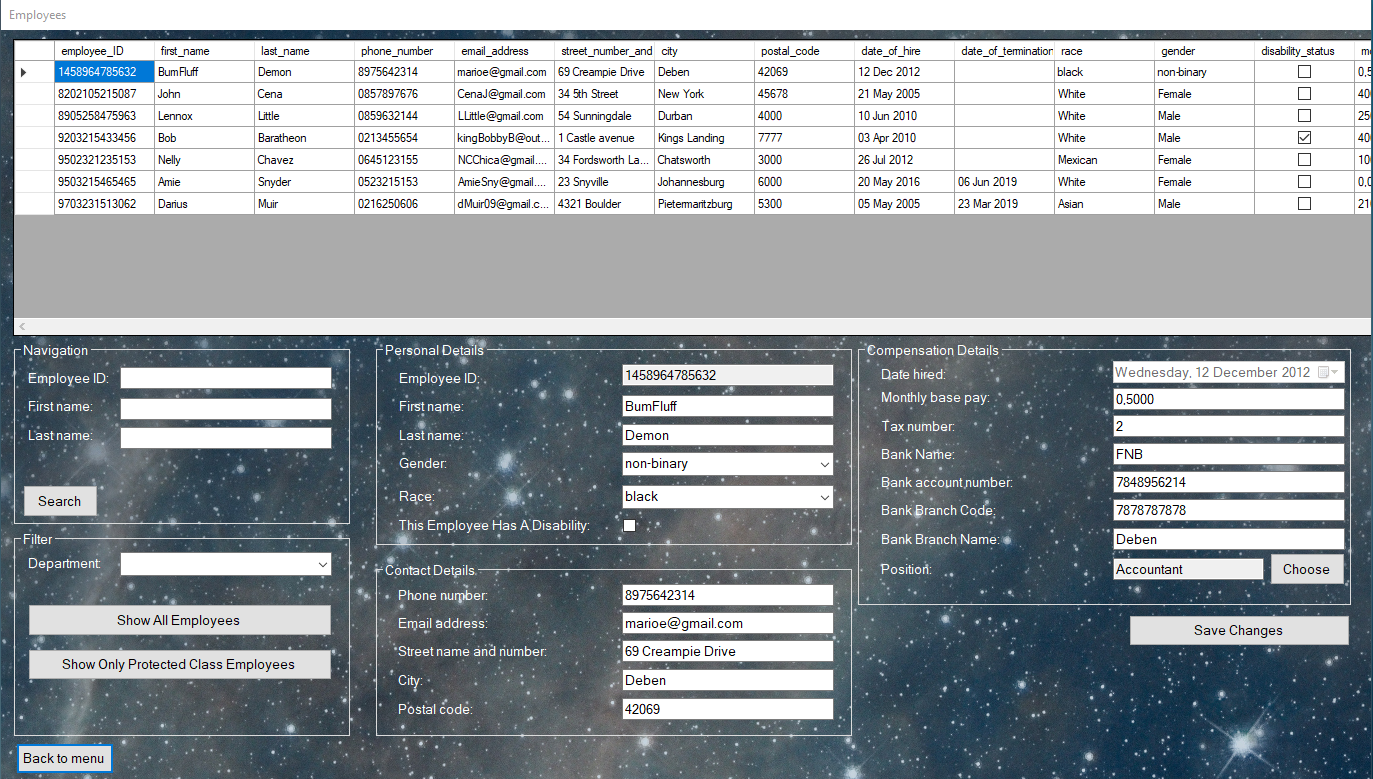 Employees
employee_ID first_name last_name phone_number email_address street_number_and city postal_code date_of_hire date_of_termination race gender disability_status mo
1458964785632 BumFluff Demon 8975642314 marioe@gmail.com 69 Creampie Drive Deben 42069 12 Dec 2012 black non-binary 0,5
8202105215087 John Cena 0857897676 CenaJ@gmail.com 34 5th Street New York 45678 21 May 2005 White Female 400
8905258475963 Lennox Little 0859632144 LLittle@gmail.com 54 Sunningdale Durban 4000 10 Jun 2010 White Male 250
9203215433456 Bob Baratheon 0213455654 kingBobbyB@out... 1 Castle avenue Kings Landing 7777 03 Apr 2010 White Male 400
9502321235153 Nelly Chavez 0645123155 NCChica@gmail.... 34 Fordsworth La... Chatsworth 3000 26 Jul 2012 Mexican Female 100
9503215465465 Amie Snyder 0523215153 AmieSny@gmail.... 23 Snyville Johannesburg 6000 20 May 2016 06 Jun 2019 White Female 0,0
9703231513062 Darius Muir 0216250606 dMuir09@gmail.c... 4321 Boulder Pietermaritzburg 5300 05 May 2005 23 Mar 2019 Asian Male 210
Navigation
Employee ID:
First name:
Last name:
Search
Filter
Department:
Show All Employees
Show Only Protected Class Employees
Back to menu
Personal Details
Employee ID: 1458964785632
First name: BumFluff
Last name: Demon
Gender: non-binary
Race: black
This Employee Has A Disability:
Contact Details
Phone number: 8975642314
Email address: marioe@gmail.com
Street name and number: 69 Creampie Drive
City: Deben
Postal code: 42069
Compensation Details
Date hired: Wednesday, 12 December 2012
Monthly base pay: 0,5000
Tax number: 2
Bank Name: FNB
Bank account number: 7848956214
Bank Branch Code: 7878787878
Bank Branch Name: Deben
Position: Accountant Choose
Save Changes